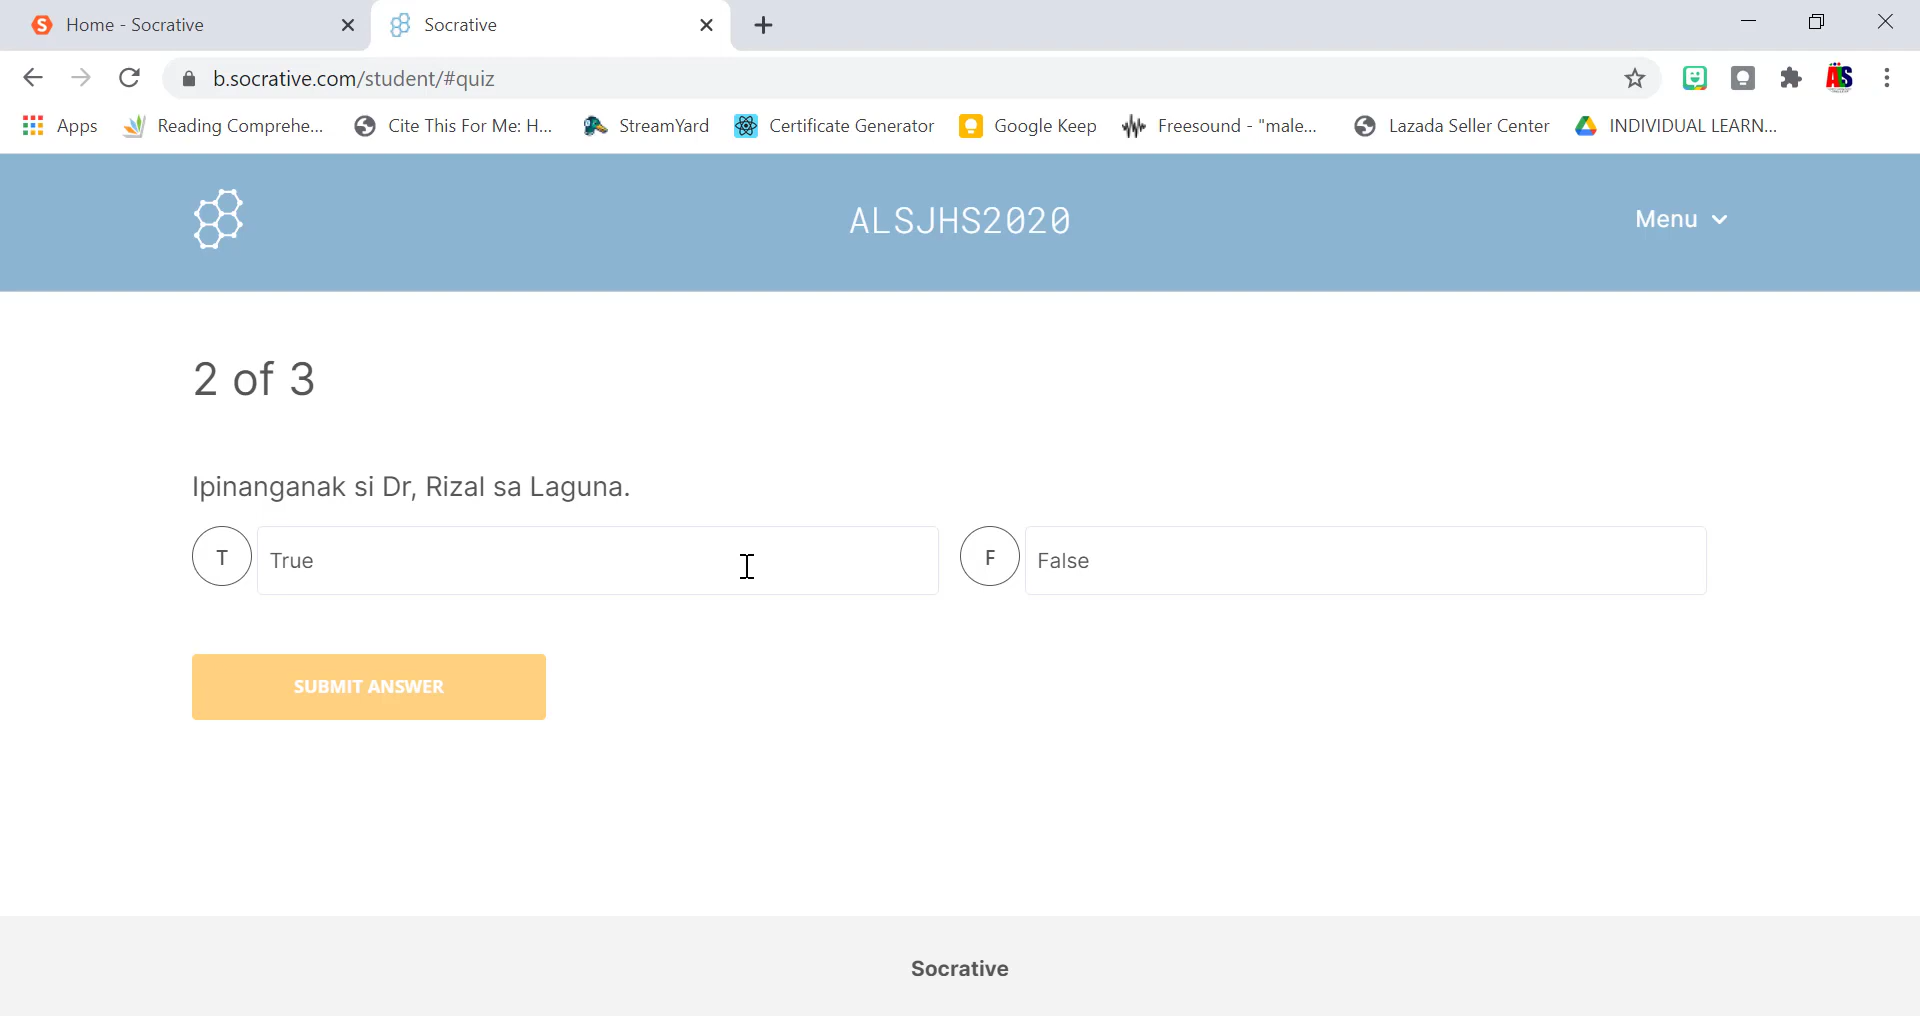 Home - Socrative
Socrative
b.socrative.com/student/#quiz
Apps
Reading Comprehe...
Cite This For Me: H...
StreamYard
Certificate Generator
Google Keep
Freesound - "male...
Lazada Seller Center
INDIVIDUAL LEARN...
ALSJHS2020
Menu
2 of 3
Ipinanganak si Dr, Rizal sa Laguna.
T
True
F
False
SUBMIT ANSWER
Socrative